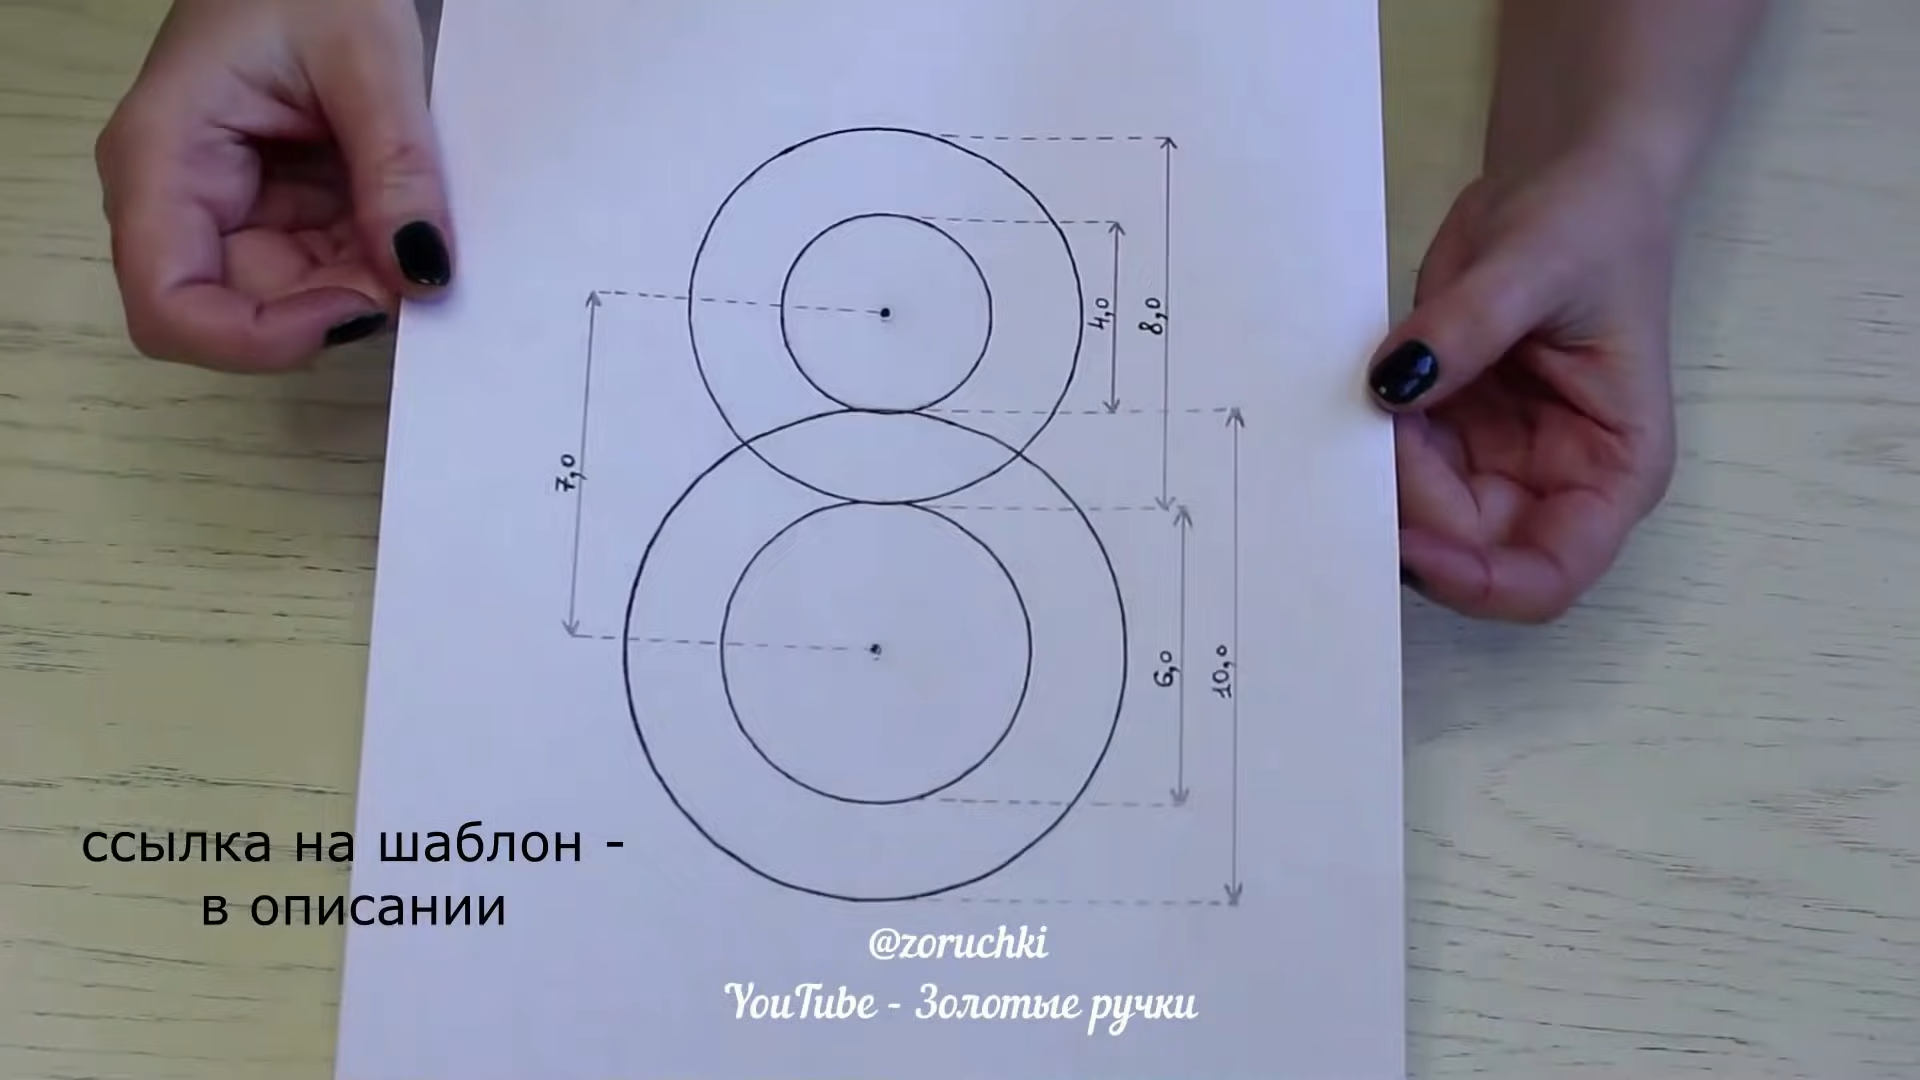 4,0
8,0
7,0
6,0
10,0
ссылка на шаблон -
в описании
@zoruchki
YouTube - Золотые ручки